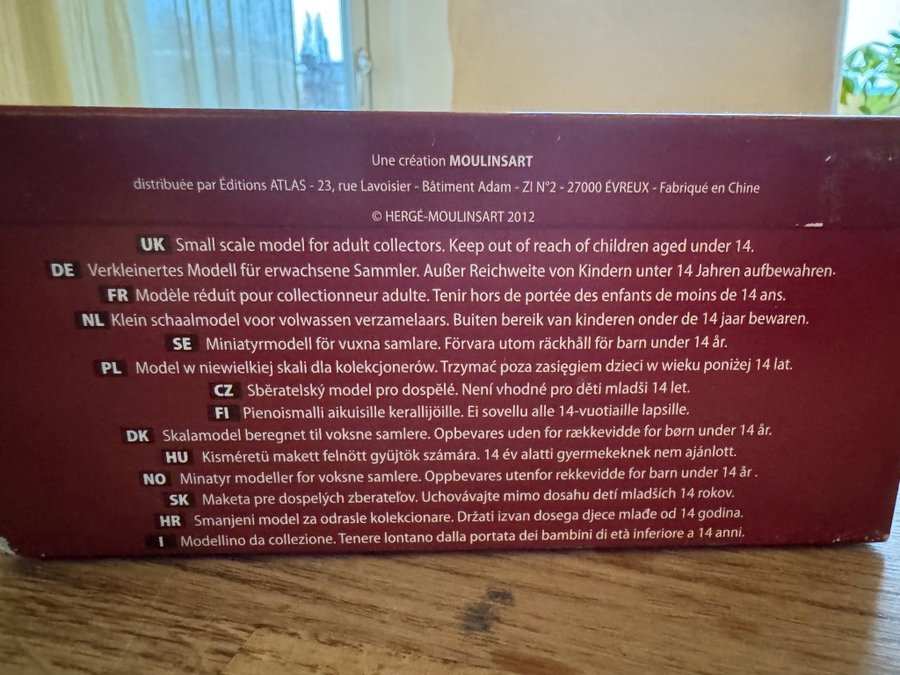 Une création MOULINSART
distribuée par Éditions ATLAS - 23, rue Lavoisier - Bâtiment Adam - ZI N°2 - 27000 ÉVREUX - Fabriqué en Chine
© HERGÉ-MOULINSART 2012
UK Small scale model for adult collectors. Keep out of reach of children aged under 14.
DE Verkleinertes Modell für erwachsene Sammler. Außer Reichweite von Kindern unter 14 Jahren aufbewahren.
FR Modèle réduit pour collectionneur adulte. Tenir hors de portée des enfants de moins de 14 ans.
NL Klein schaalmodel voor volwassen verzamelaars. Buiten bereik van kinderen onder de 14 jaar bewaren.
SE Miniatyrmodell för vuxna samlare. Förvara utom räckhåll för barn under 14 år.
PL Model w niewielkiej skali dla kolekcjonerów. Trzymać poza zasięgiem dzieci w wieku poniżej 14 lat.
CZ Sběratelský model pro dospělé. Není vhodné pro děti mladši 14 let.
FI Pienoismalli aikuisille kerallijöille. Ei sovellu alle 14-vuotiaille lapsille.
DK Skalamodel beregnet til voksne samlere. Opbevares uden for rækkevidde for børn under 14 år.
HU Kisméretü makett felnött gyüjtök számára. 14 év alatti gyermekeknek nem ajánlott.
NO Minatyr modeller for voksne samlere. Oppbevares utenfor rekkevidde for barn under 14 år .
SK Maketa pre dospelých zberateľov. Uchovávajte mimo dosahu detí mladších 14 rokov.
HR Smanjeni model za odrasle kolekcionare. Držati izvan dosega djece mlađe od 14 godina.
I Modellino da collezione. Tenere lontano dalla portata dei bambini di età inferiore a 14 anni.